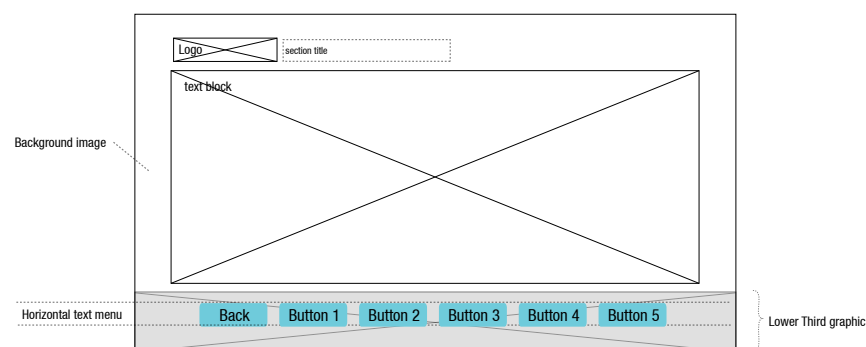 Logo
section title
text block
Background image
Horizontal text menu
Back
Button 1
Button 2
Button 3
Button 4
Button 5
Lower Third graphic